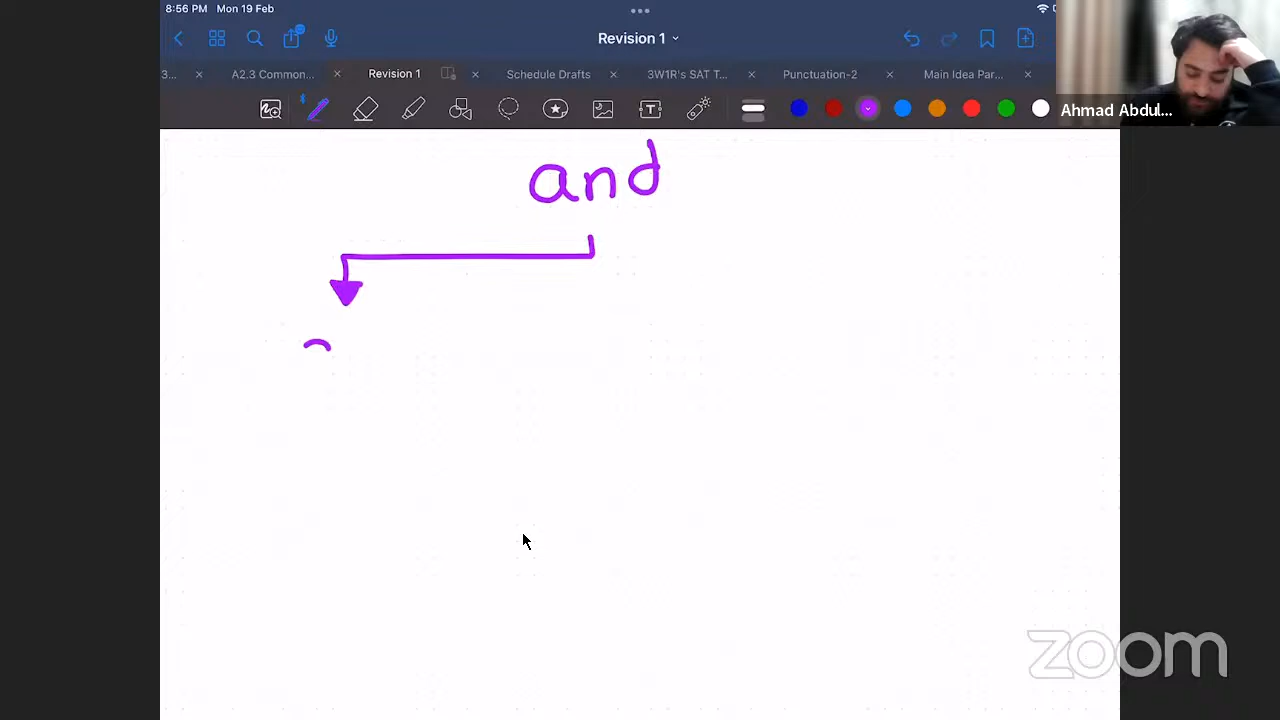 8:56 PM Mon 19 Feb
Revision 1
3... A2.3 Common... Revision 1 Schedule Drafts 3W1R's SAT T... Punctuation-2 Main Idea Par...
T
Ahmad Abdul...
and
zoom